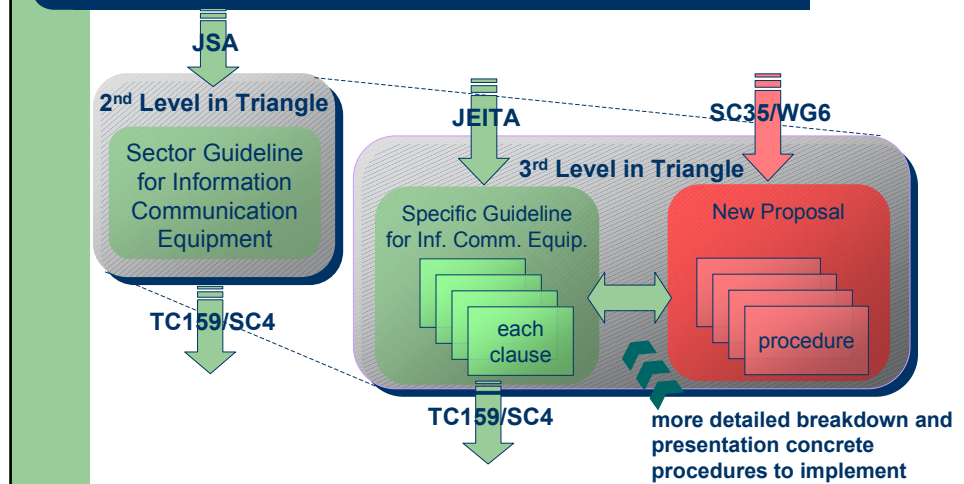 JSA
2nd Level in Triangle
Sector Guideline
for Information
Communication
Equipment
TC159/SC4
JEITA
SC35/WG6
3rd Level in Triangle
Specific Guideline
for Inf. Comm. Equip.
each
clause
New Proposal
procedure
TC159/SC4
more detailed breakdown and
presentation concrete
procedures to implement